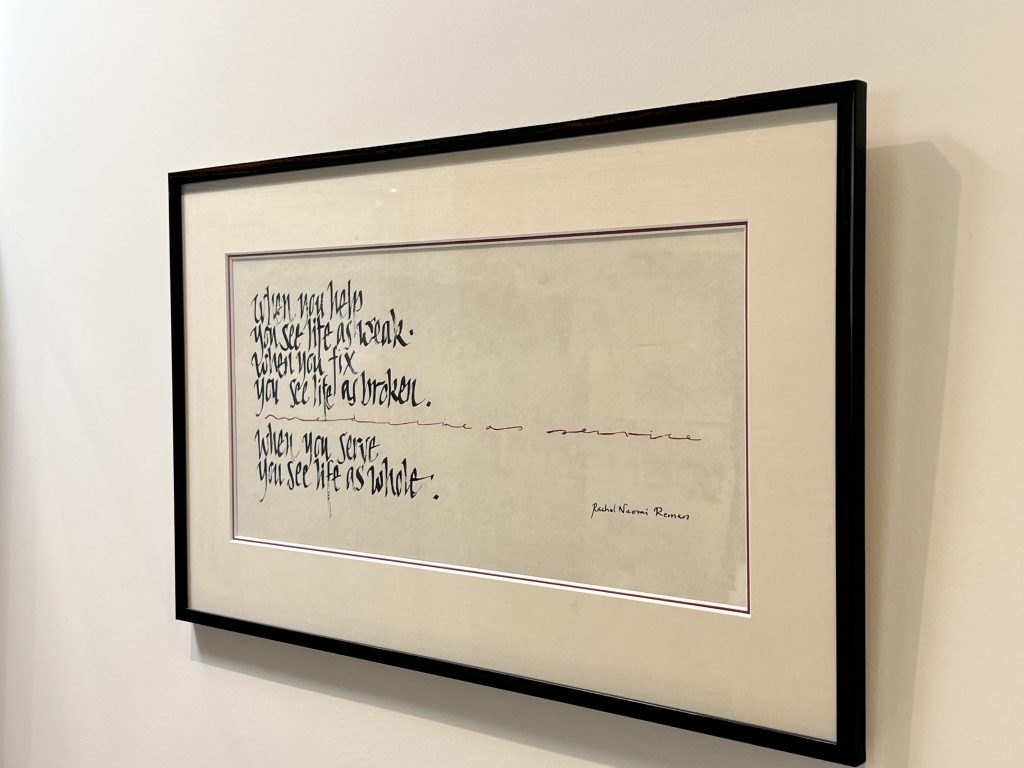 When you help
you see life as weak.
When you fix
you see life as broken.
medicine as service
When you serve
you see life as whole.
Rachel Naomi Remen